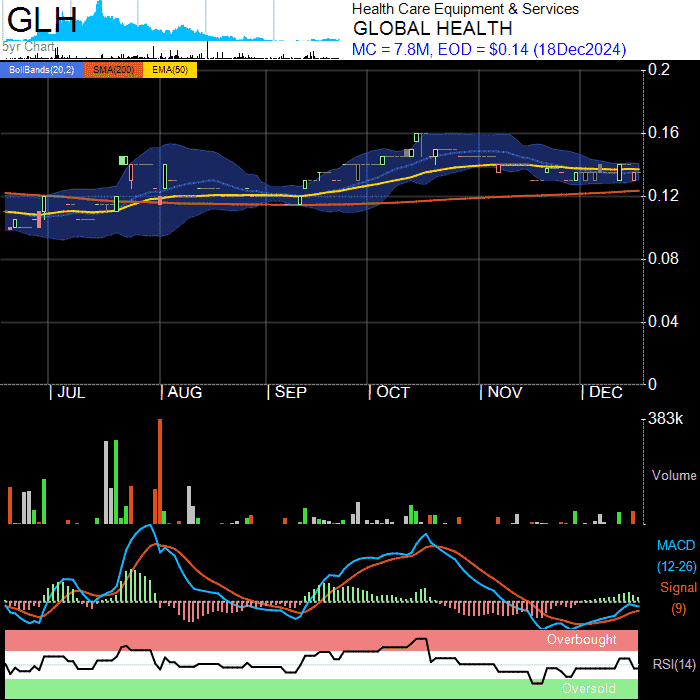 GLH
Health Care Equipment & Services
GLOBAL HEALTH
5yr Chart
MC = 7.8M, EOD = $0.14 (18Dec2024)
BollBands(20,2) SMA(200) EMA(50)
0.2
0.16
0.12
0.08
0.04
0
JUL AUG SEP OCT NOV DEC
383k
Volume
MACD
(12-26)
Signal
(9)
Overbought
RSI(14)
Oversold